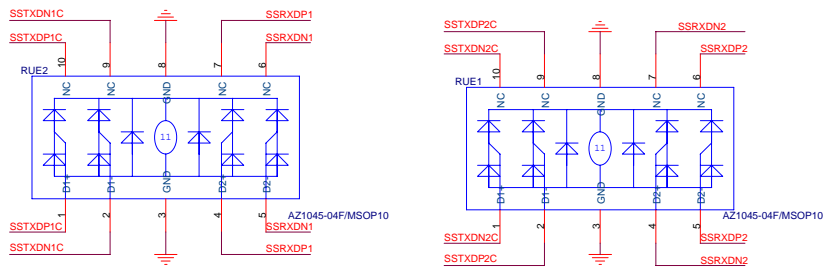 SSTXDN1C SSRXDP1
SSTXDP1C SSRXDN1
10 9 8 7 6
RUE2
NC NC GND NC NC
11
D1+ D1- GND D2+ D2-
AZ1045-04F/MSOP10
1 2 3 4 5
SSTXDP1C SSRXDN1
SSTXDN1C SSRXDP1
SSTXDP2C SSRXDN2
SSTXDN2C SSRXDP2
10 9 8 7 6
RUE1
NC NC GND NC NC
11
D1+ D1- GND D2+ D2-
AZ1045-04F/MSOP10
1 2 3 4 5
SSTXDN2C SSRXDP2
SSTXDP2C SSRXDN2